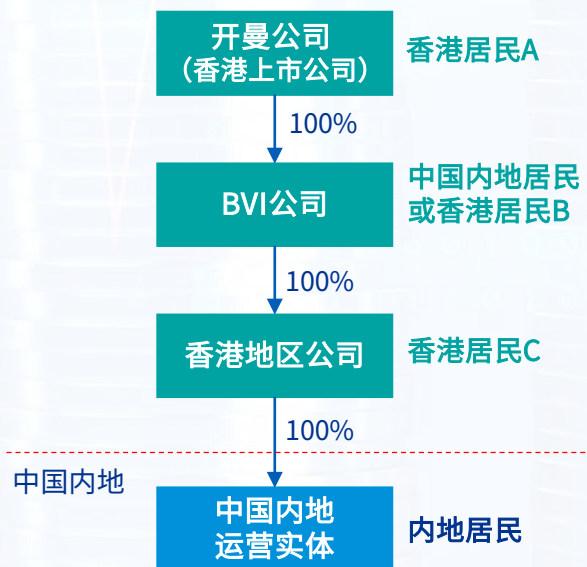 开曼公司
（香港上市公司）
香港居民A
100%
BVI公司
中国内地居民
或香港居民B
100%
香港地区公司
香港居民C
100%
中国内地
中国内地
运营实体
内地居民